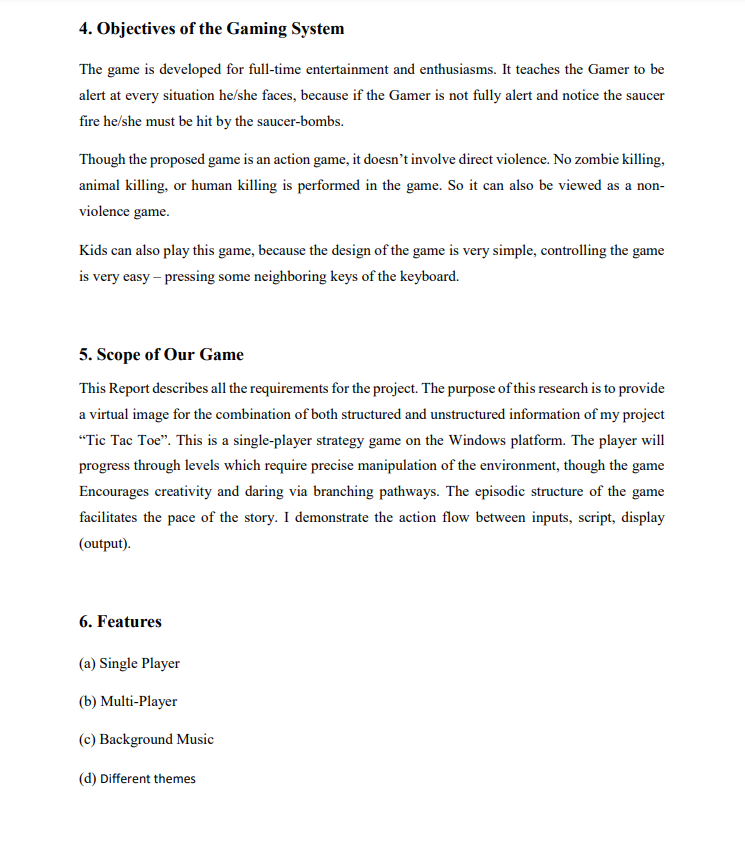 4. Objectives of the Gaming System
The game is developed for full-time entertainment and enthusiasms. It teaches the Gamer to be
alert at every situation he/she faces, because if the Gamer is not fully alert and notice the saucer
fire he/she must be hit by the saucer-bombs.
Though the proposed game is an action game, it doesn’t involve direct violence. No zombie killing,
animal killing, or human killing is performed in the game. So it can also be viewed as a non-
violence game.
Kids can also play this game, because the design of the game is very simple, controlling the game
is very easy – pressing some neighboring keys of the keyboard.
5. Scope of Our Game
This Report describes all the requirements for the project. The purpose of this research is to provide
a virtual image for the combination of both structured and unstructured information of my project
“Tic Tac Toe”. This is a single-player strategy game on the Windows platform. The player will
progress through levels which require precise manipulation of the environment, though the game
Encourages creativity and daring via branching pathways. The episodic structure of the game
facilitates the pace of the story. I demonstrate the action flow between inputs, script, display
(output).
6. Features
(a) Single Player
(b) Multi-Player
(c) Background Music
(d) Different themes